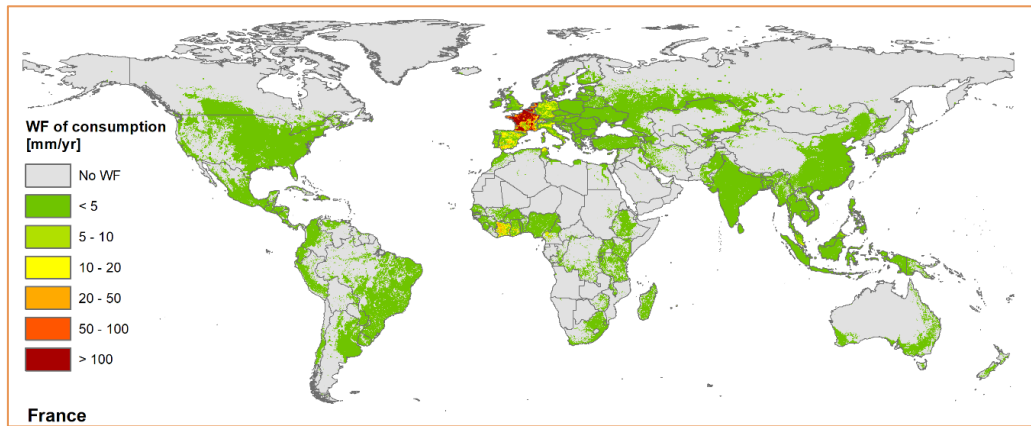 WF of consumption
[mm/yr]
No WF
< 5
5 - 10
10 - 20
20 - 50
50 - 100
> 100
France